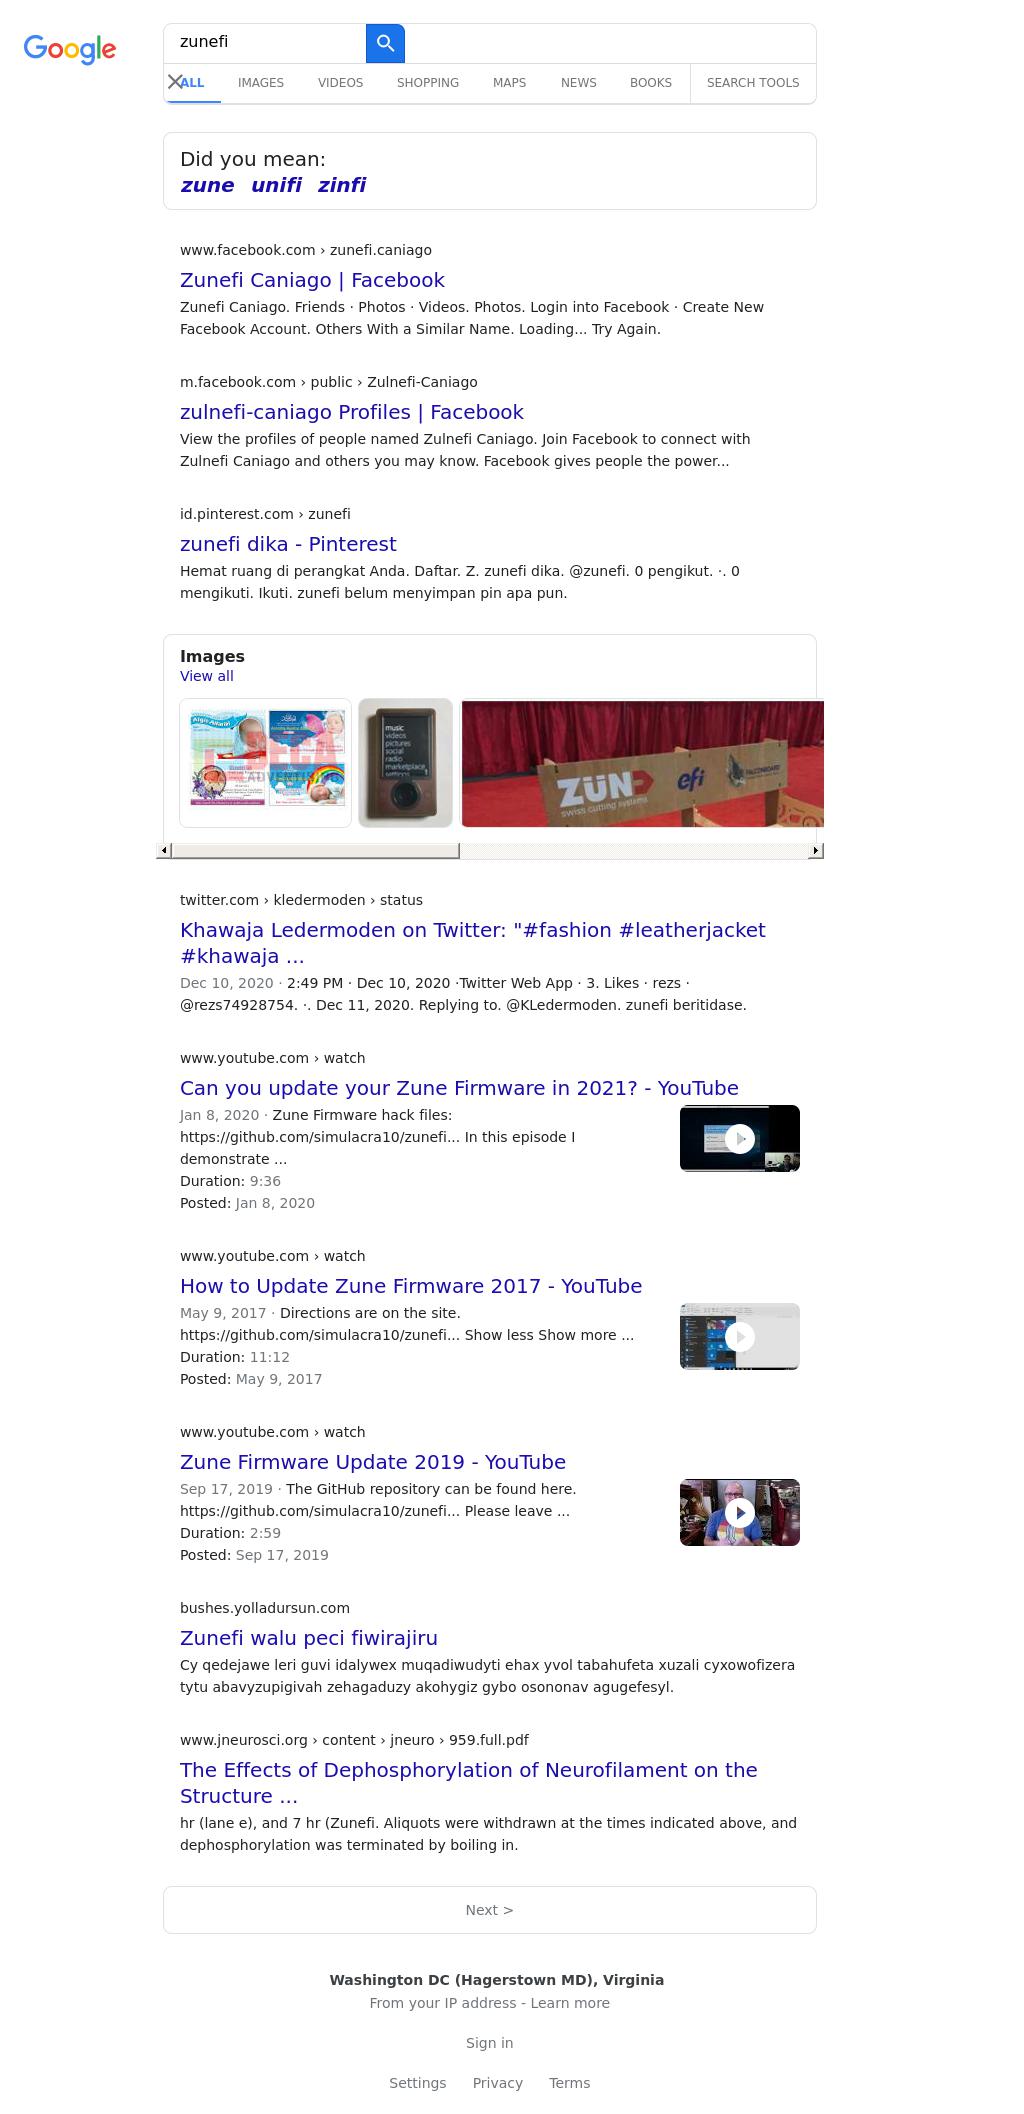 Google
zunefi
ALL IMAGES VIDEOS SHOPPING MAPS NEWS BOOKS SEARCH TOOLS
Did you mean:
zune unifi zinfi
www.facebook.com › zunefi.caniago
Zunefi Caniago | Facebook
Zunefi Caniago. Friends · Photos · Videos. Photos. Login into Facebook · Create New
Facebook Account. Others With a Similar Name. Loading... Try Again.
m.facebook.com › public › Zulnefi-Caniago
zulnefi-caniago Profiles | Facebook
View the profiles of people named Zulnefi Caniago. Join Facebook to connect with
Zulnefi Caniago and others you may know. Facebook gives people the power...
id.pinterest.com › zunefi
zunefi dika - Pinterest
Hemat ruang di perangkat Anda. Daftar. Z. zunefi dika. @zunefi. 0 pengikut. ·. 0
mengikuti. Ikuti. zunefi belum menyimpan pin apa pun.
Images
View all
music
videos
pictures
social
radio
marketplace
settings
ZÜND
swiss cutting systems
efi
twitter.com › kledermoden › status
Khawaja Ledermoden on Twitter: "#fashion #leatherjacket
#khawaja ...
Dec 10, 2020 · 2:49 PM · Dec 10, 2020 ·Twitter Web App · 3. Likes · rezs ·
@rezs74928754. ·. Dec 11, 2020. Replying to. @KLedermoden. zunefi beritidase.
www.youtube.com › watch
Can you update your Zune Firmware in 2021? - YouTube
Jan 8, 2020 · Zune Firmware hack files:
https://github.com/simulacra10/zunefi... In this episode I
demonstrate ...
Duration: 9:36
Posted: Jan 8, 2020
www.youtube.com › watch
How to Update Zune Firmware 2017 - YouTube
May 9, 2017 · Directions are on the site.
https://github.com/simulacra10/zunefi... Show less Show more ...
Duration: 11:12
Posted: May 9, 2017
www.youtube.com › watch
Zune Firmware Update 2019 - YouTube
Sep 17, 2019 · The GitHub repository can be found here.
https://github.com/simulacra10/zunefi... Please leave ...
Duration: 2:59
Posted: Sep 17, 2019
bushes.yolladursun.com
Zunefi walu peci fiwirajiru
Cy qedejawe leri guvi idalywex muqadiwudyti ehax yvol tabahufeta xuzali cyxowofizera
tytu abavyzupigivah zehagaduzy akohygiz gybo osononav agugefesyl.
www.jneurosci.org › content › jneuro › 959.full.pdf
The Effects of Dephosphorylation of Neurofilament on the
Structure ...
hr (lane e), and 7 hr (Zunefi. Aliquots were withdrawn at the times indicated above, and
dephosphorylation was terminated by boiling in.
Next >
Washington DC (Hagerstown MD), Virginia
From your IP address - Learn more
Sign in
Settings Privacy Terms